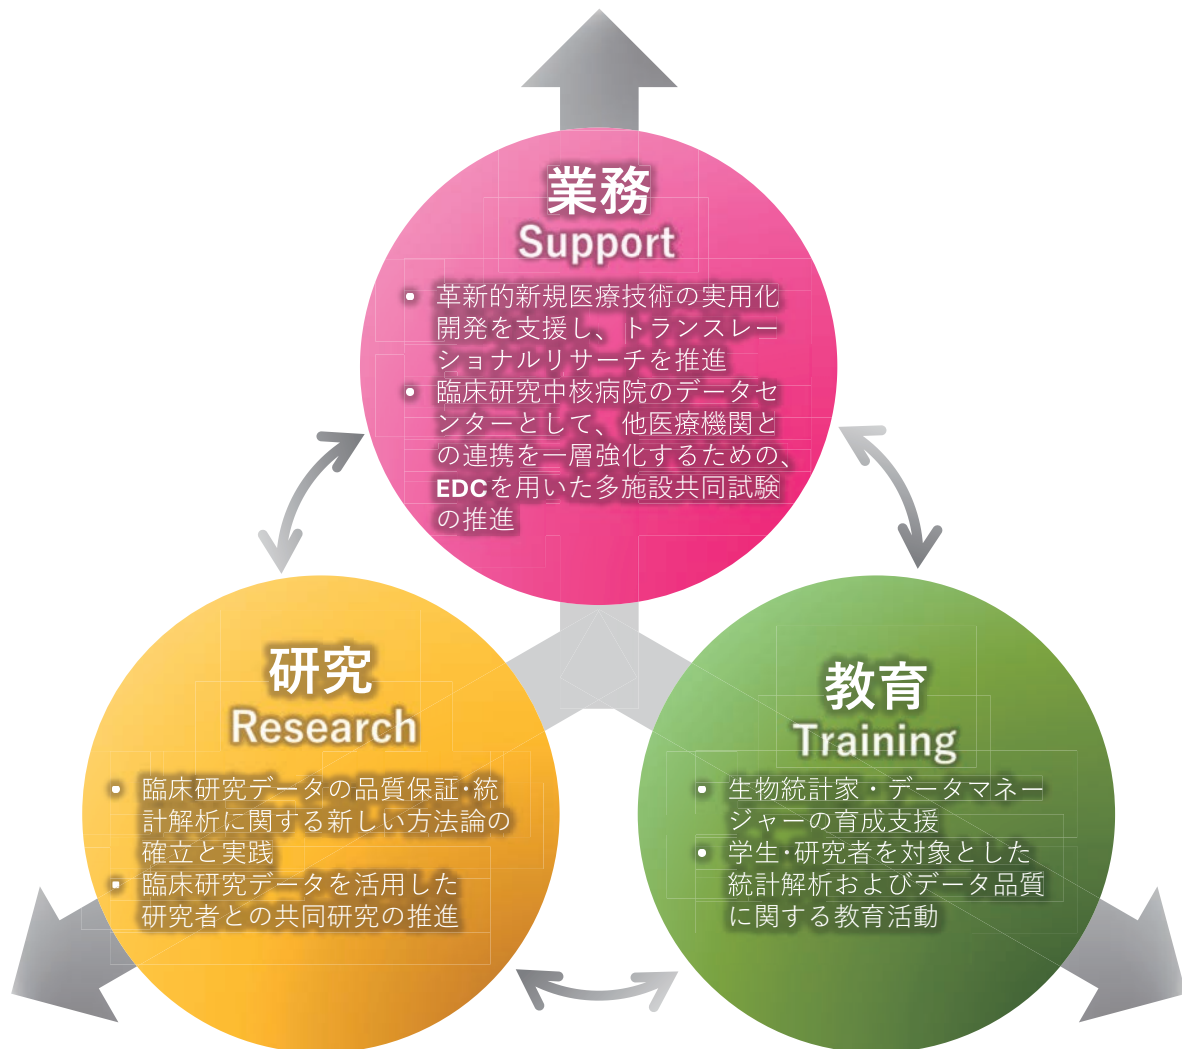 業務
Support
• 革新的新規医療技術の実用化
開発を支援し、トランスレー
ショナルリサーチを推進
• 臨床研究中核病院のデータセ
ンターとして、他医療機関と
の連携を一層強化するための、
EDCを用いた多施設共同試験
の推進
研究
Research
• 臨床研究データの品質保証･統
計解析に関する新しい方法論の
確立と実践
• 臨床研究データを活用した
研究者との共同研究の推進
教育
Training
• 生物統計家・データマネー
ジャーの育成支援
• 学生･研究者を対象とした
統計解析およびデータ品質
に関する教育活動